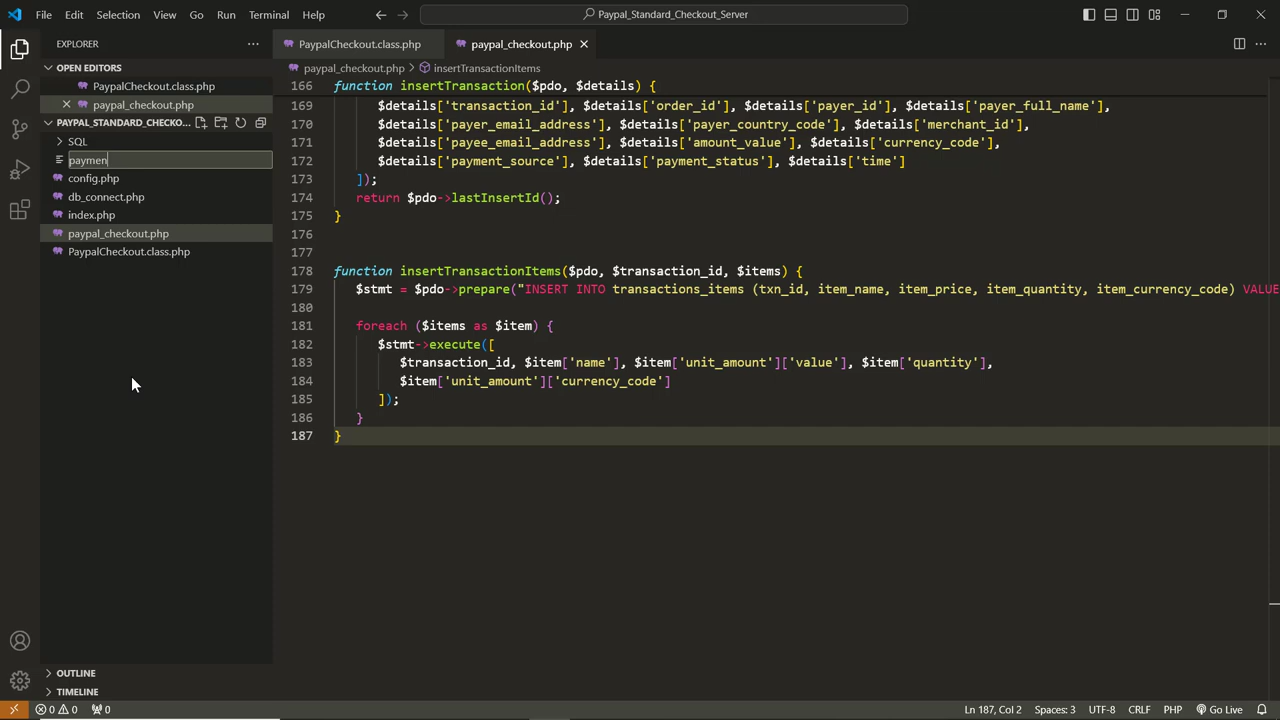 File Edit Selection View Go Run Terminal Help Paypal_Standard_Checkout_Server
EXPLORER
OPEN EDITORS
PaypalCheckout.class.php
paypal_checkout.php
PAYPAL_STANDARD_CHECKO...
SQL
paymen
config.php
db_connect.php
index.php
paypal_checkout.php
PaypalCheckout.class.php
OUTLINE
TIMELINE
PaypalCheckout.class.php paypal_checkout.php
paypal_checkout.php > insertTransactionItems
166 function insertTransaction($pdo, $details) {
169 $details['transaction_id'], $details['order_id'], $details['payer_id'], $details['payer_full_name'],
170 $details['payer_email_address'], $details['payer_country_code'], $details['merchant_id'],
171 $details['payee_email_address'], $details['amount_value'], $details['currency_code'],
172 $details['payment_source'], $details['payment_status'], $details['time']
173 ]);
174 return $pdo->lastInsertId();
175 }
176
177
178 function insertTransactionItems($pdo, $transaction_id, $items) {
179 $stmt = $pdo->prepare("INSERT INTO transactions_items (txn_id, item_name, item_price, item_quantity, item_currency_code) VALUE
180
181 foreach ($items as $item) {
182 $stmt->execute([
183 $transaction_id, $item['name'], $item['unit_amount']['value'], $item['quantity'],
184 $item['unit_amount']['currency_code']
185 ]);
186 }
187 }
0 0 0 Ln 187, Col 2 Spaces: 3 UTF-8 CRLF PHP Go Live